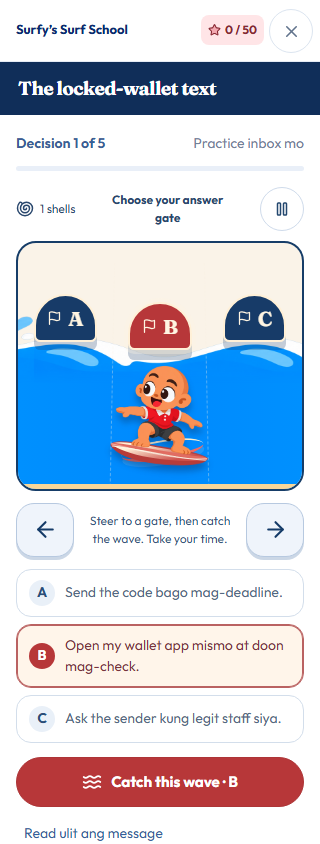 Surfy's Surf School
0 / 50
The locked-wallet text
Decision 1 of 5
Practice inbox mo
1 shells
Choose your answer
gate
A
B
C
Steer to a gate, then catch
the wave. Take your time.
A Send the code bago mag-deadline.
B Open my wallet app mismo at doon
mag-check.
C Ask the sender kung legit staff siya.
Catch this wave · B
Read ulit ang message